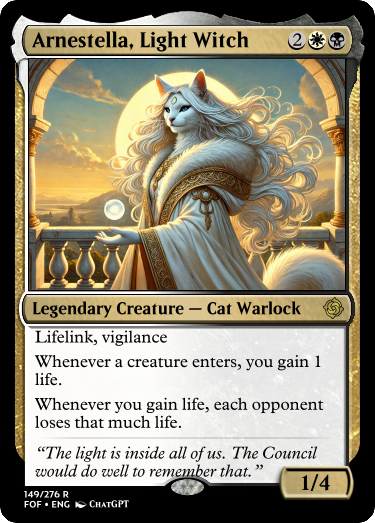 Arnestella, Light Witch 2
Legendary Creature — Cat Warlock
Lifelink, vigilance
Whenever a creature enters, you gain 1
life.
Whenever you gain life, each opponent
loses that much life.
“The light is inside all of us. The Council
would do well to remember that.”
1/4
149/276 R
FOF • ENG ChatGPT